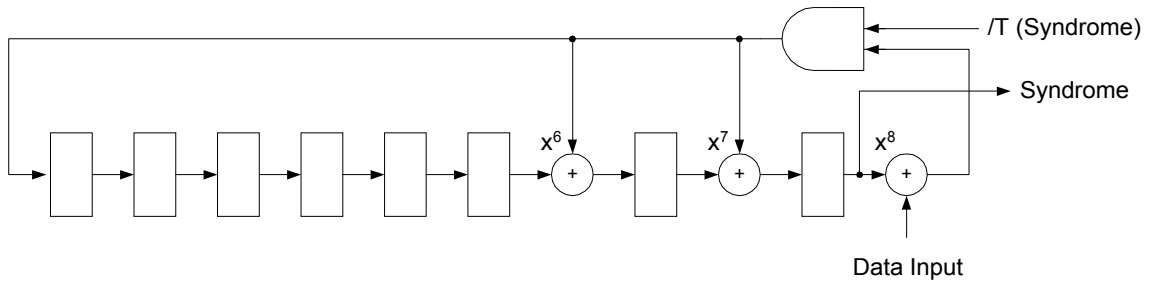 /T (Syndrome)
Syndrome
x⁶
x⁷
x⁸
+
+
+
Data Input